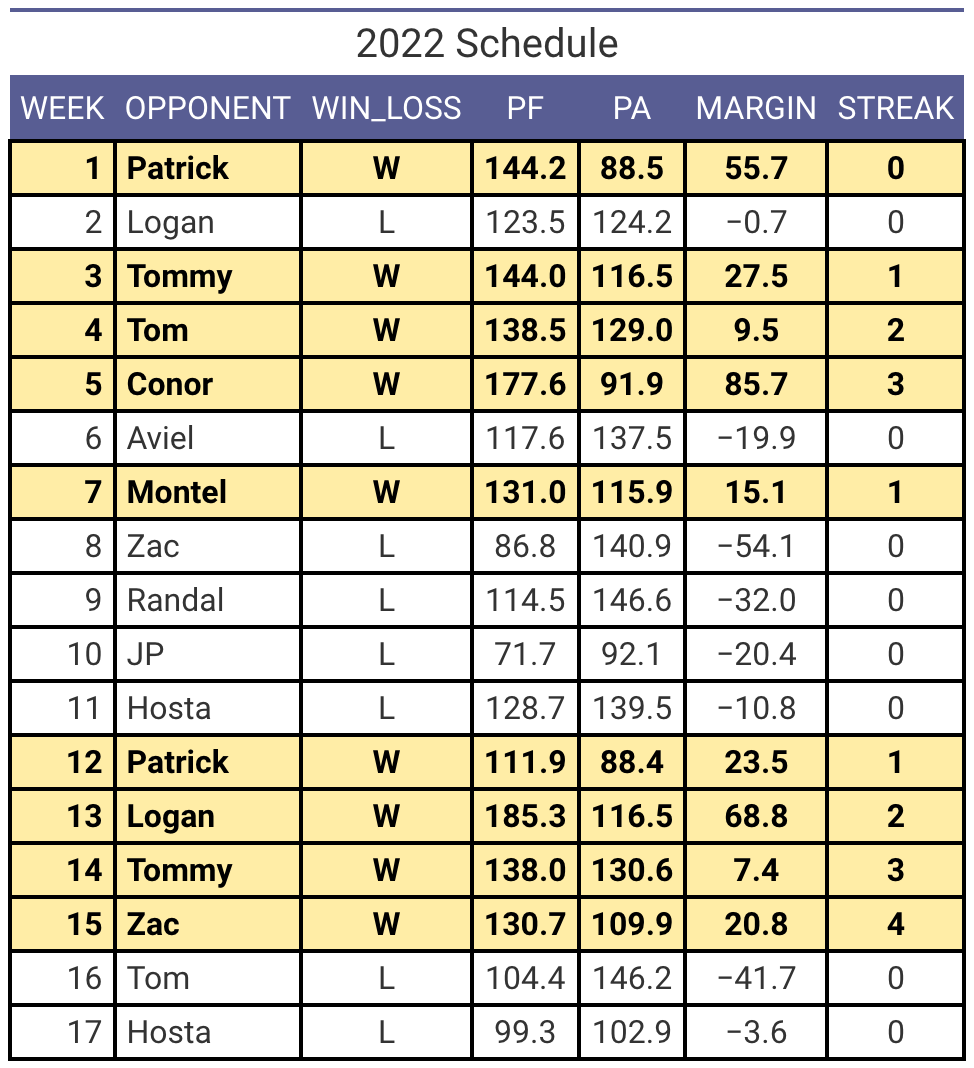 2022 Schedule
WEEK OPPONENT WIN_LOSS PF PA MARGIN STREAK
1 Patrick W 144.2 88.5 55.7 0
2 Logan L 123.5 124.2 −0.7 0
3 Tommy W 144.0 116.5 27.5 1
4 Tom W 138.5 129.0 9.5 2
5 Conor W 177.6 91.9 85.7 3
6 Aviel L 117.6 137.5 −19.9 0
7 Montel W 131.0 115.9 15.1 1
8 Zac L 86.8 140.9 −54.1 0
9 Randal L 114.5 146.6 −32.0 0
10 JP L 71.7 92.1 −20.4 0
11 Hosta L 128.7 139.5 −10.8 0
12 Patrick W 111.9 88.4 23.5 1
13 Logan W 185.3 116.5 68.8 2
14 Tommy W 138.0 130.6 7.4 3
15 Zac W 130.7 109.9 20.8 4
16 Tom L 104.4 146.2 −41.7 0
17 Hosta L 99.3 102.9 −3.6 0